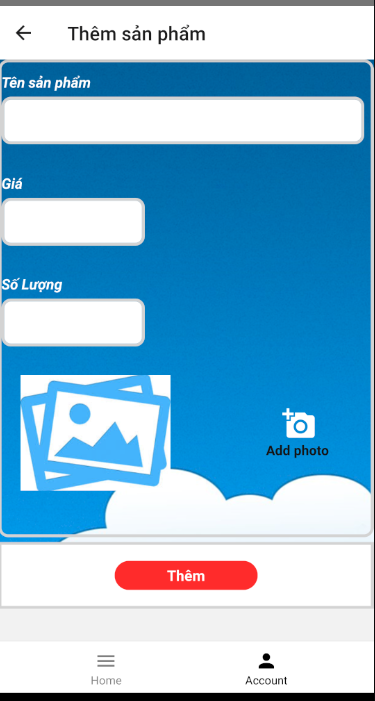 Thêm sản phẩm
Tên sản phẩm
Giá
Số Lượng
Add photo
Thêm
Home
Account